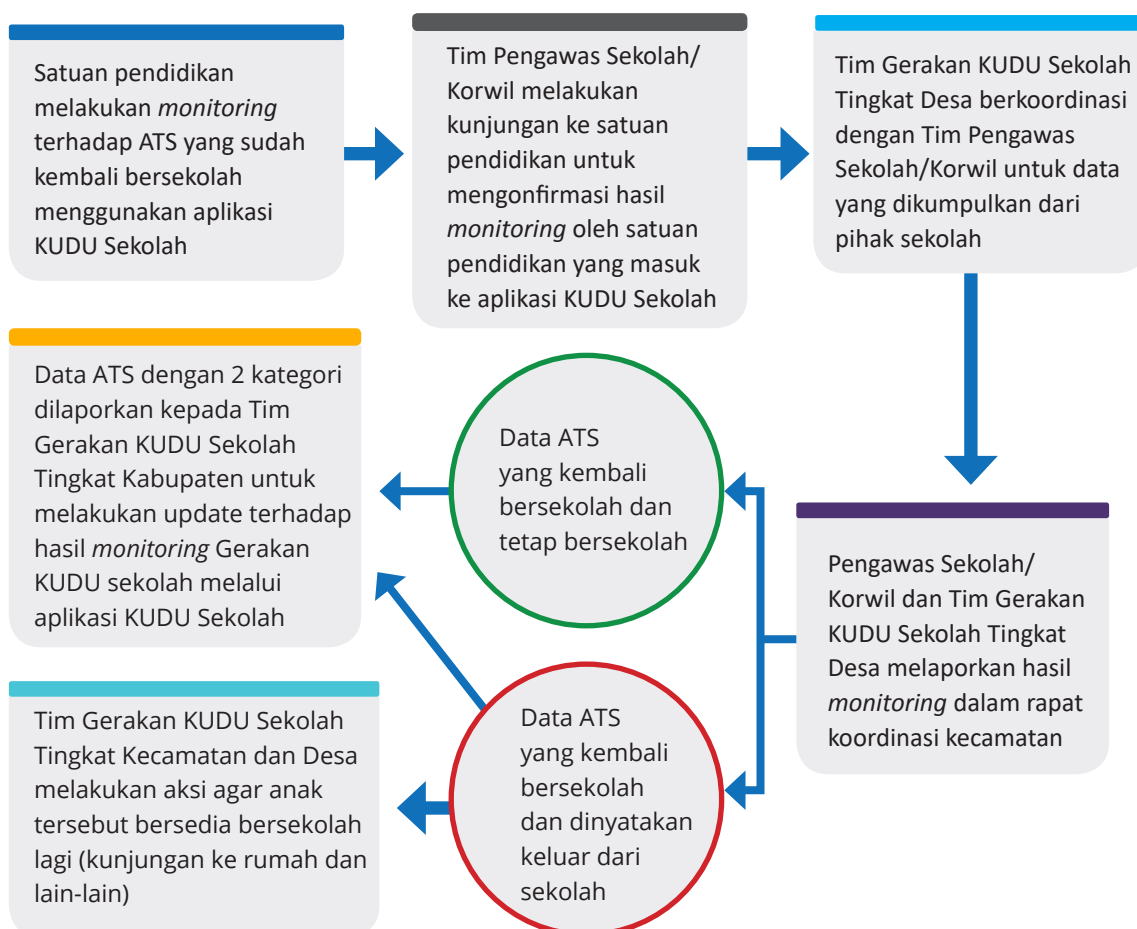 Satuan pendidikan
melakukan monitoring
terhadap ATS yang sudah
kembali bersekolah
menggunakan aplikasi
KUDU Sekolah
Tim Pengawas Sekolah/
Korwil melakukan
kunjungan ke satuan
pendidikan untuk
mengonfirmasi hasil
monitoring oleh satuan
pendidikan yang masuk
ke aplikasi KUDU Sekolah
Tim Gerakan KUDU Sekolah
Tingkat Desa berkoordinasi
dengan Tim Pengawas
Sekolah/Korwil untuk data
yang dikumpulkan dari
pihak sekolah
Pengawas Sekolah/
Korwil dan Tim Gerakan
KUDU Sekolah Tingkat
Desa melaporkan hasil
monitoring dalam rapat
koordinasi kecamatan
Data ATS
yang kembali
bersekolah dan
tetap bersekolah
Data ATS dengan 2 kategori
dilaporkan kepada Tim
Gerakan KUDU Sekolah
Tingkat Kabupaten untuk
melakukan update terhadap
hasil monitoring Gerakan
KUDU sekolah melalui
aplikasi KUDU Sekolah
Data ATS
yang kembali
bersekolah
dan dinyatakan
keluar dari
sekolah
Tim Gerakan KUDU Sekolah
Tingkat Kecamatan dan Desa
melakukan aksi agar anak
tersebut bersedia bersekolah
lagi (kunjungan ke rumah dan
lain-lain)